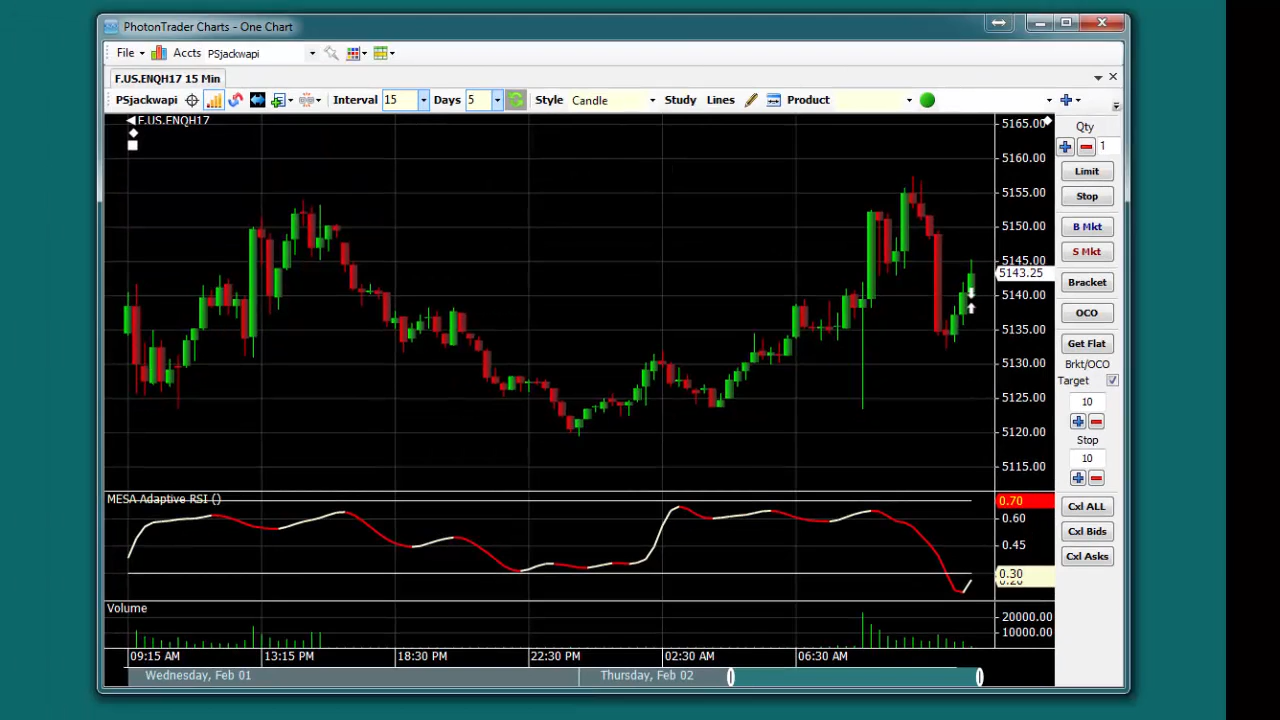 PhotonTrader Charts - One Chart
File Accts PSjackwapi
F.US.ENQH17 15 Min
PSjackwapi Interval 15 Days 5 Style Candle Study Lines Product
F.US.ENQH17
5165.00
5160.00
5155.00
5150.00
5145.00
5143.25
5140.00
5135.00
5130.00
5125.00
5120.00
5115.00
Qty
1
Limit
Stop
B Mkt
S Mkt
Bracket
OCO
Get Flat
Brkt/OCO
Target
10
Stop
10
Cxl ALL
Cxl Bids
Cxl Asks
MESA Adaptive RSI ()
0.70
0.60
0.45
0.30
Volume
20000.00
10000.00
09:15 AM 13:15 PM 18:30 PM 22:30 PM 02:30 AM 06:30 AM
Wednesday, Feb 01 Thursday, Feb 02